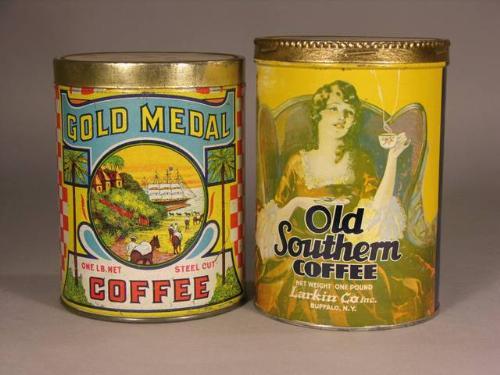 GOLD MEDAL
ONE LB. NET STEEL CUT
COFFEE
Old
Southern
COFFEE
NET WEIGHT ONE POUND
Larkin Co Inc.
BUFFALO, N.Y.